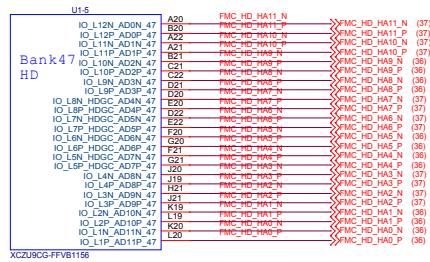 U1-5
Bank47
HD
IO_L12N_AD0N_47 A20 FMC_HD_HA11_N FMC_HD_HA11_N (37)
IO_L12P_AD0P_47 B20 FMC_HD_HA11_P FMC_HD_HA11_P (37)
IO_L11N_AD1N_47 A22 FMC_HD_HA10_N FMC_HD_HA10_N (37)
IO_L11P_AD1P_47 A21 FMC_HD_HA10_P FMC_HD_HA10_P (37)
IO_L10N_AD2N_47 B21 FMC_HD_HA9_N FMC_HD_HA9_N (36)
IO_L10P_AD2P_47 C21 FMC_HD_HA9_P FMC_HD_HA9_P (36)
IO_L9N_AD3N_47 C22 FMC_HD_HA8_N FMC_HD_HA8_N (36)
IO_L9P_AD3P_47 D21 FMC_HD_HA8_P FMC_HD_HA8_P (36)
IO_L8N_HDGC_AD4N_47 D20 FMC_HD_HA7_N FMC_HD_HA7_N (37)
IO_L8P_HDGC_AD4P_47 E20 FMC_HD_HA7_P FMC_HD_HA7_P (37)
IO_L7N_HDGC_AD5N_47 D22 FMC_HD_HA6_N FMC_HD_HA6_N (37)
IO_L7P_HDGC_AD5P_47 E22 FMC_HD_HA6_P FMC_HD_HA6_P (37)
IO_L6N_HDGC_AD6N_47 F20 FMC_HD_HA5_N FMC_HD_HA5_N (36)
IO_L6P_HDGC_AD6P_47 G20 FMC_HD_HA5_P FMC_HD_HA5_P (36)
IO_L5N_HDGC_AD7N_47 F21 FMC_HD_HA4_N FMC_HD_HA4_N (36)
IO_L5P_HDGC_AD7P_47 G21 FMC_HD_HA4_P FMC_HD_HA4_P (36)
IO_L4N_AD8N_47 J20 FMC_HD_HA3_N FMC_HD_HA3_N (37)
IO_L4P_AD8P_47 J19 FMC_HD_HA3_P FMC_HD_HA3_P (37)
IO_L3N_AD9N_47 H21 FMC_HD_HA2_N FMC_HD_HA2_N (37)
IO_L3P_AD9P_47 J21 FMC_HD_HA2_P FMC_HD_HA2_P (37)
IO_L2N_AD10N_47 K19 FMC_HD_HA1_N FMC_HD_HA1_N (36)
IO_L2P_AD10P_47 L19 FMC_HD_HA1_P FMC_HD_HA1_P (36)
IO_L1N_AD11N_47 K20 FMC_HD_HA0_N FMC_HD_HA0_N (36)
IO_L1P_AD11P_47 L20 FMC_HD_HA0_P FMC_HD_HA0_P (36)
XCZU9CG-FFVB1156